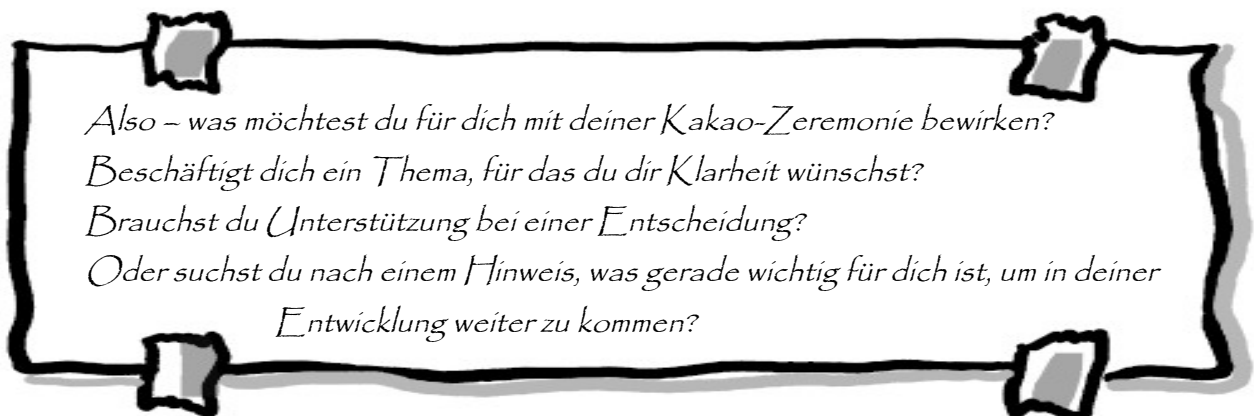 Also – was möchtest du für dich mit deiner Kakao-Zeremonie bewirken?
Beschäftigt dich ein Thema, für das du dir Klarheit wünschst?
Brauchst du Unterstützung bei einer Entscheidung?
Oder suchst du nach einem Hinweis, was gerade wichtig für dich ist, um in deiner
Entwicklung weiter zu kommen?